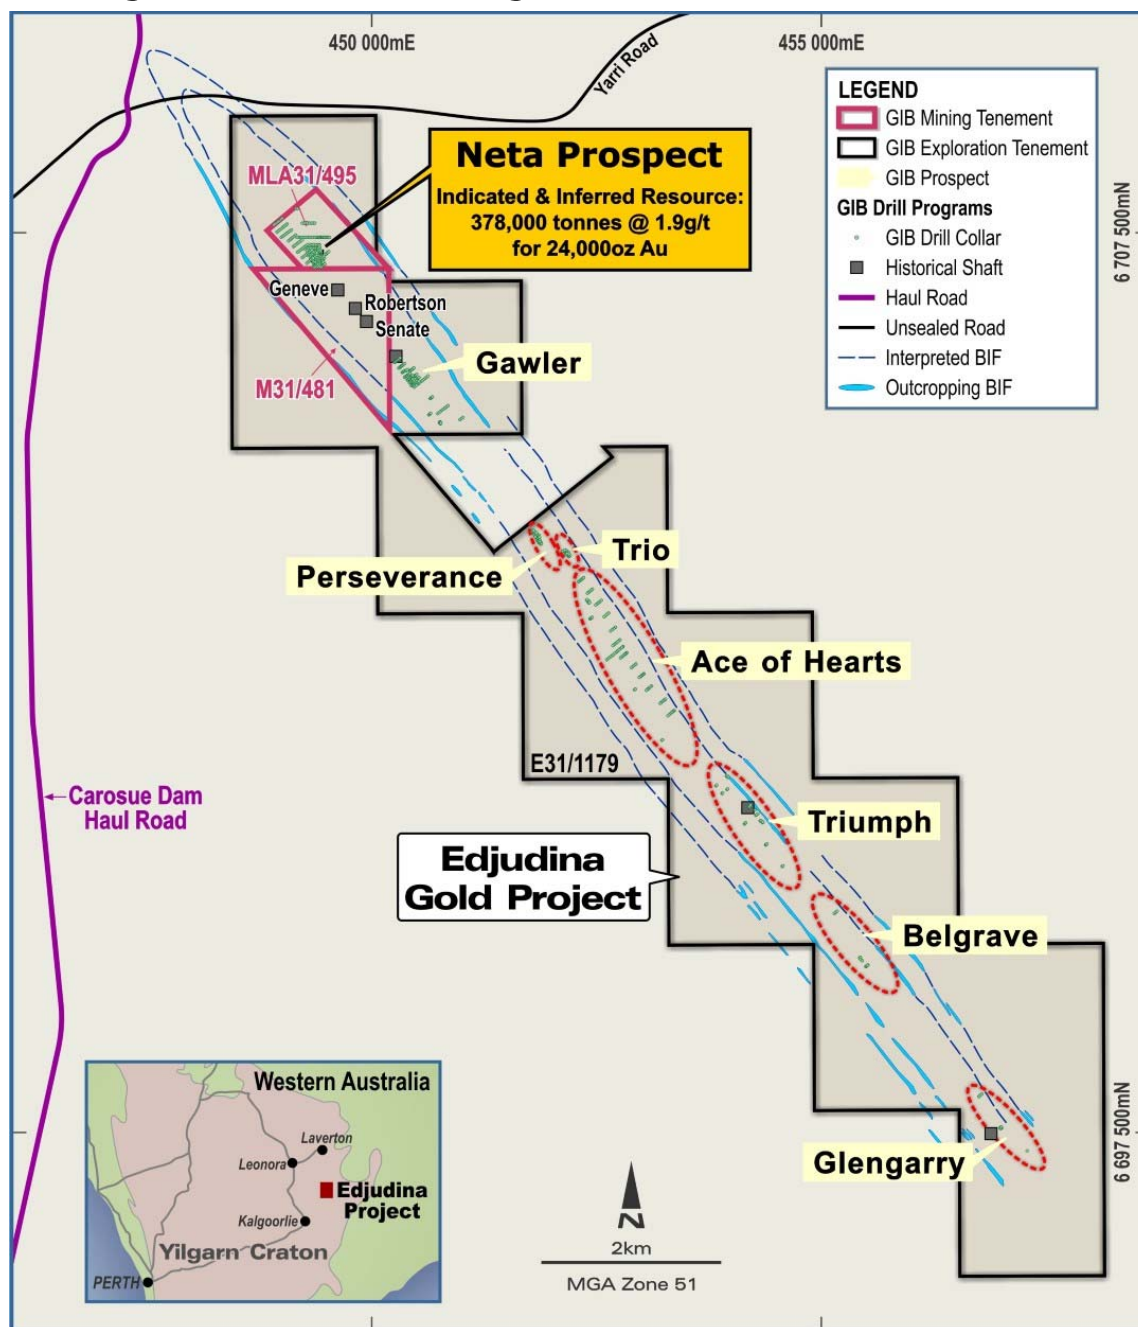 450 000mE
455 000mE
Yarri Road
LEGEND
GIB Mining Tenement
GIB Exploration Tenement
GIB Prospect
GIB Drill Programs
GIB Drill Collar
Historical Shaft
Haul Road
Unsealed Road
Interpreted BIF
Outcropping BIF
Neta Prospect
Indicated & Inferred Resource:
378,000 tonnes @ 1.9g/t
for 24,000oz Au
MLA31/495
6 707 500mN
Geneve
Robertson
Senate
Gawler
M31/481
Trio
Perseverance
Ace of Hearts
E31/1179
Carosue Dam
Haul Road
Triumph
Edjudina
Gold Project
Belgrave
Glengarry
6 697 500mN
Western Australia
Laverton
Leonora
Edjudina
Project
Kalgoorlie
Yilgarn Craton
PERTH
N
2km
MGA Zone 51